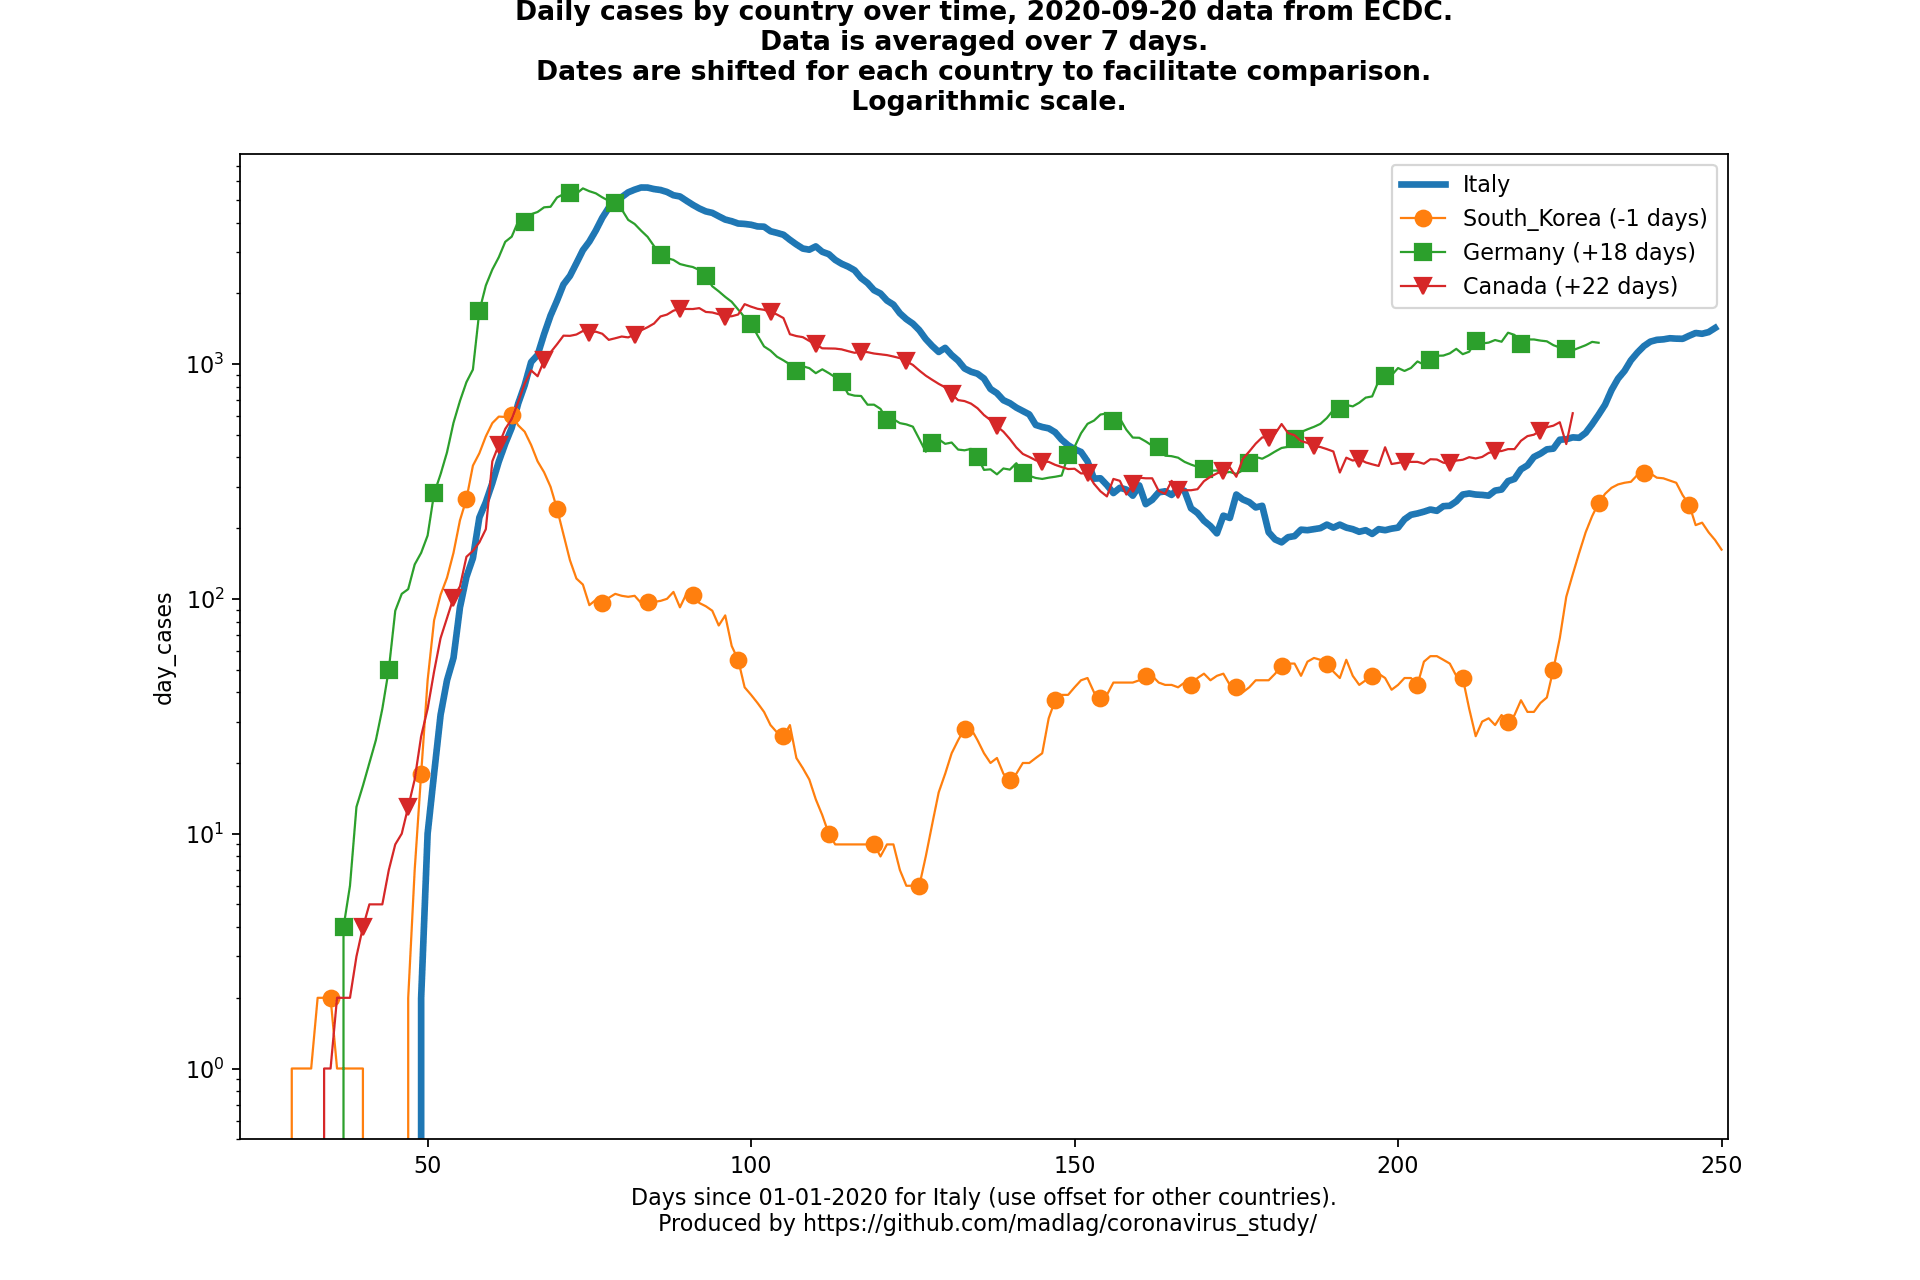 Daily cases by country over time, 2020-09-20 data from ECDC.
Data is averaged over 7 days.
Dates are shifted for each country to facilitate comparison.
Logarithmic scale.
Italy
South_Korea (-1 days)
Germany (+18 days)
Canada (+22 days)
day_cases
10³
10²
10¹
10⁰
50
100
150
200
250
Days since 01-01-2020 for Italy (use offset for other countries).
Produced by https://github.com/madlag/coronavirus_study/